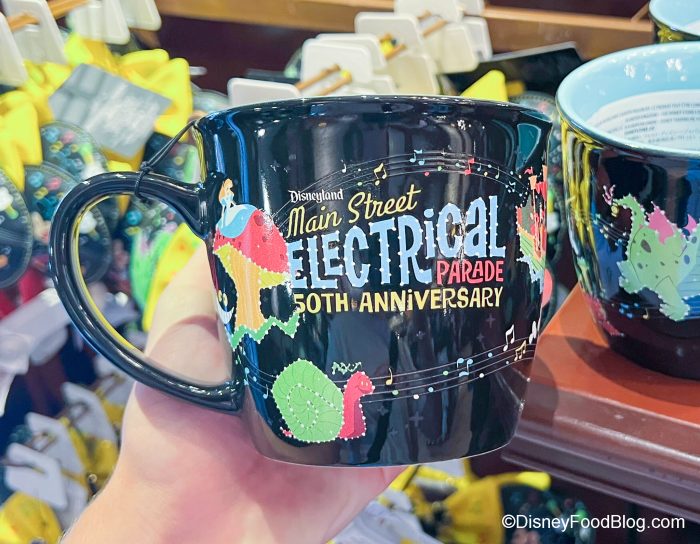 Disneyland
Main Street
ELECTRiCAL
PARADE
50TH ANNiVERSARY
©DisneyFoodBlog.com